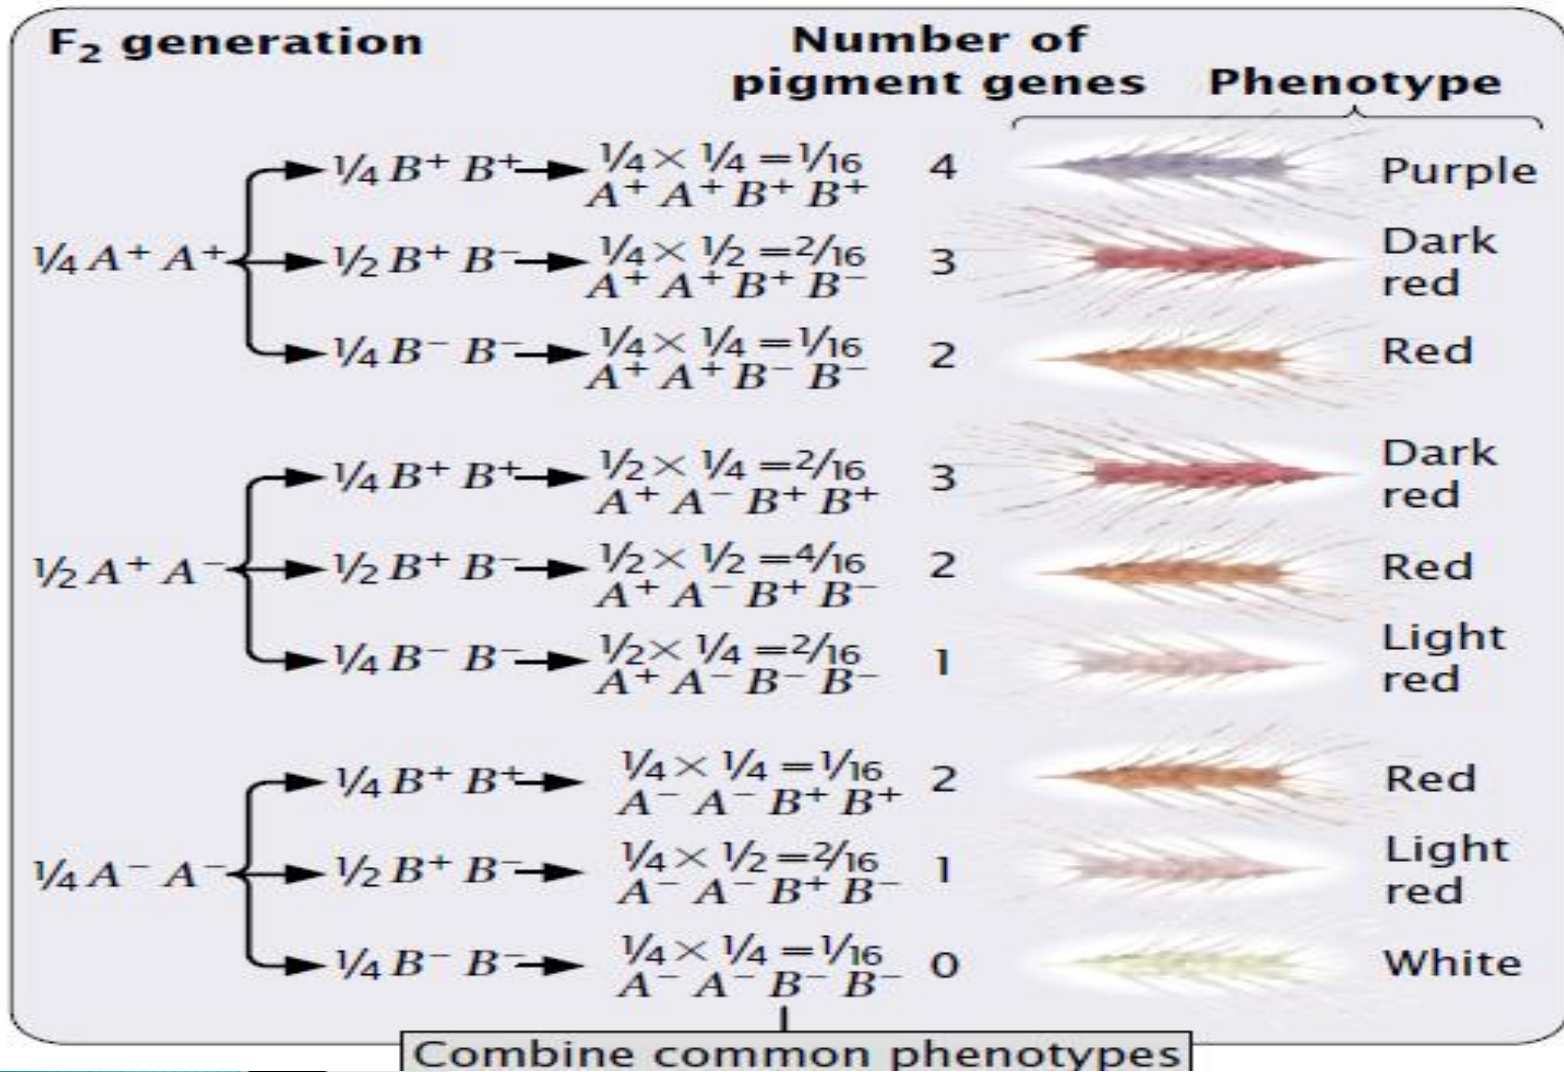 F₂ generation
Number of
pigment genes
Phenotype
¼ A⁺ A⁺
¼ B⁺ B⁺
¼ × ¼ = 1/16
A⁺ A⁺ B⁺ B⁺
4
Purple
½ B⁺ B⁻
¼ × ½ = 2/16
A⁺ A⁺ B⁺ B⁻
3
Dark
red
¼ B⁻ B⁻
¼ × ¼ = 1/16
A⁺ A⁺ B⁻ B⁻
2
Red
½ A⁺ A⁻
¼ B⁺ B⁺
½ × ¼ = 2/16
A⁺ A⁻ B⁺ B⁺
3
Dark
red
½ B⁺ B⁻
½ × ½ = 4/16
A⁺ A⁻ B⁺ B⁻
2
Red
¼ B⁻ B⁻
½ × ¼ = 2/16
A⁺ A⁻ B⁻ B⁻
1
Light
red
¼ A⁻ A⁻
¼ B⁺ B⁺
¼ × ¼ = 1/16
A⁻ A⁻ B⁺ B⁺
2
Red
½ B⁺ B⁻
¼ × ½ = 2/16
A⁻ A⁻ B⁺ B⁻
1
Light
red
¼ B⁻ B⁻
¼ × ¼ = 1/16
A⁻ A⁻ B⁻ B⁻
0
White
Combine common phenotypes